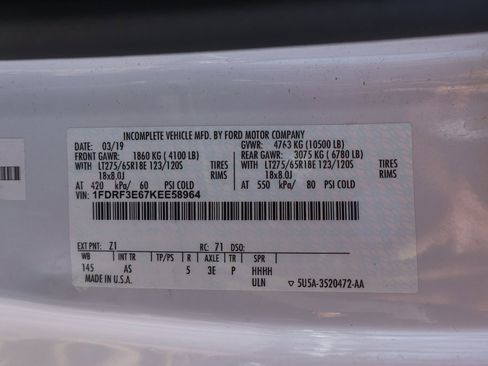 INCOMPLETE VEHICLE MFD. BY FORD MOTOR COMPANY
DATE: 03/19 GVWR: 4763 KG (10500 LB)
FRONT GAWR: 1860 KG (4100 LB) REAR GAWR: 3075 KG (6780 LB)
WITH LT275/65R18E 123/120S TIRES WITH LT275/65R18E 123/120S TIRES
18x8.0J RIMS 18x8.0J RIMS
AT 420 kPa/ 60 PSI COLD AT 550 kPa/ 80 PSI COLD
VIN: 1FDRF3E67KEE58964
EXT PNT: Z1 RC: 71 DSO:
WB INT TR TP/PS R AXLE TR SPR
145 AS 5 3E P HHHH
MADE IN U.S.A. ULN ▽ 5U5A-3520472-AA